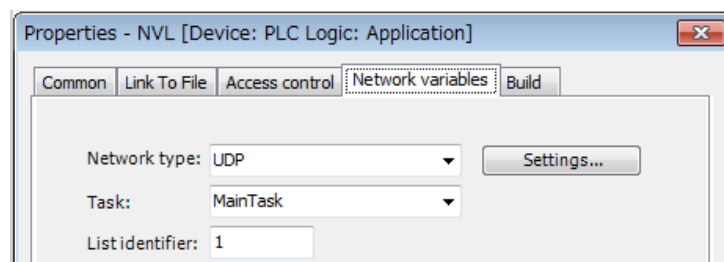 Properties - NVL [Device: PLC Logic: Application]
Common Link To File Access control Network variables Build
Network type: UDP Settings...
Task: MainTask
List identifier: 1